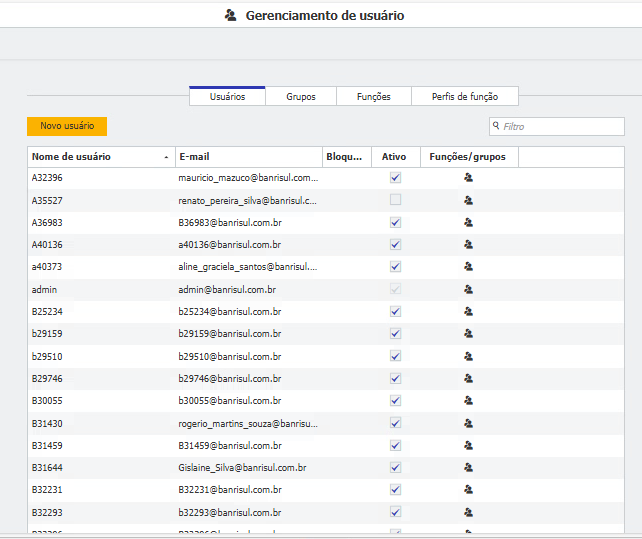 Gerenciamento de usuário
Usuários Grupos Funções Perfis de função
Novo usuário Filtro
Nome de usuário E-mail Bloqu... Ativo Funções/grupos
A32396 mauricio_mazuco@banrisul.com...
A35527 renato_pereira_silva@banrisul.c...
A36983 B36983@banrisul.com.br
A40136 a40136@banrisul.com.br
a40373 aline_graciela_santos@banrisul....
admin admin@banrisul.com.br
B25234 b25234@banrisul.com.br
b29159 b29159@banrisul.com.br
b29510 b29510@banrisul.com.br
B29746 b29746@banrisul.com.br
B30055 b30055@banrisul.com.br
B31430 rogerio_martins_souza@banrisu...
B31459 B31459@banrisul.com.br
B31644 Gislaine_Silva@banrisul.com.br
B32231 B32231@banrisul.com.br
B32293 b32293@banrisul.com.br